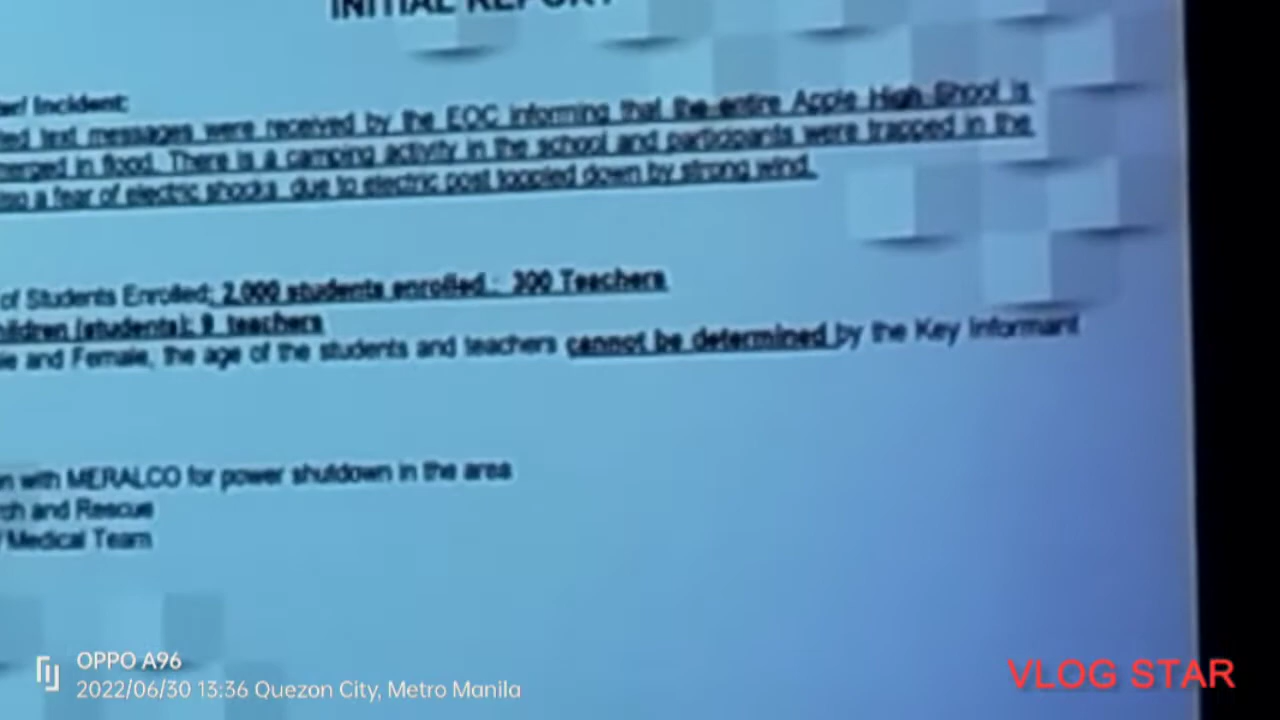 INITIAL REPORT
Incident:
text messages were received by the EOC informing that the entire Apple High Shool is
in flood. There is a camping activity in the school and participants were trapped in the
a fear of electric shocks due to electric post toppled down by strong wind.
of Students Enrolled; 2,000 students enrolled : 300 Teachers
(students); 9 teachers
and Female, the age of the students and teachers cannot be determined by the Key Informant
with MERALCO for power shutdown in the area
and Rescue
Medical Team
OPPO A96
2022/06/30 13:36 Quezon City, Metro Manila
VLOG STAR